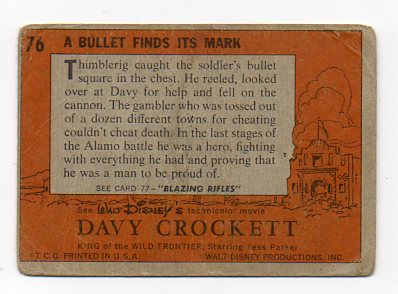 76 A BULLET FINDS ITS MARK
Thimblerig caught the soldier's bullet
square in the chest. He reeled, looked
over at Davy for help and fell on the
cannon. The gambler who was tossed out
of a dozen different towns for cheating
couldn't cheat death. In the last stages of
the Alamo battle he was a hero, fighting
with everything he had and proving that
he was a man to be proud of.
SEE CARD 77–"BLAZING RIFLES"
See WALT DISNEY'S technicolor movie
DAVY CROCKETT
KING of the WILD FRONTIER, Starring Fess Parker
★T.C.G. PRINTED IN U.S.A. WALT DISNEY PRODUCTIONS, INC.